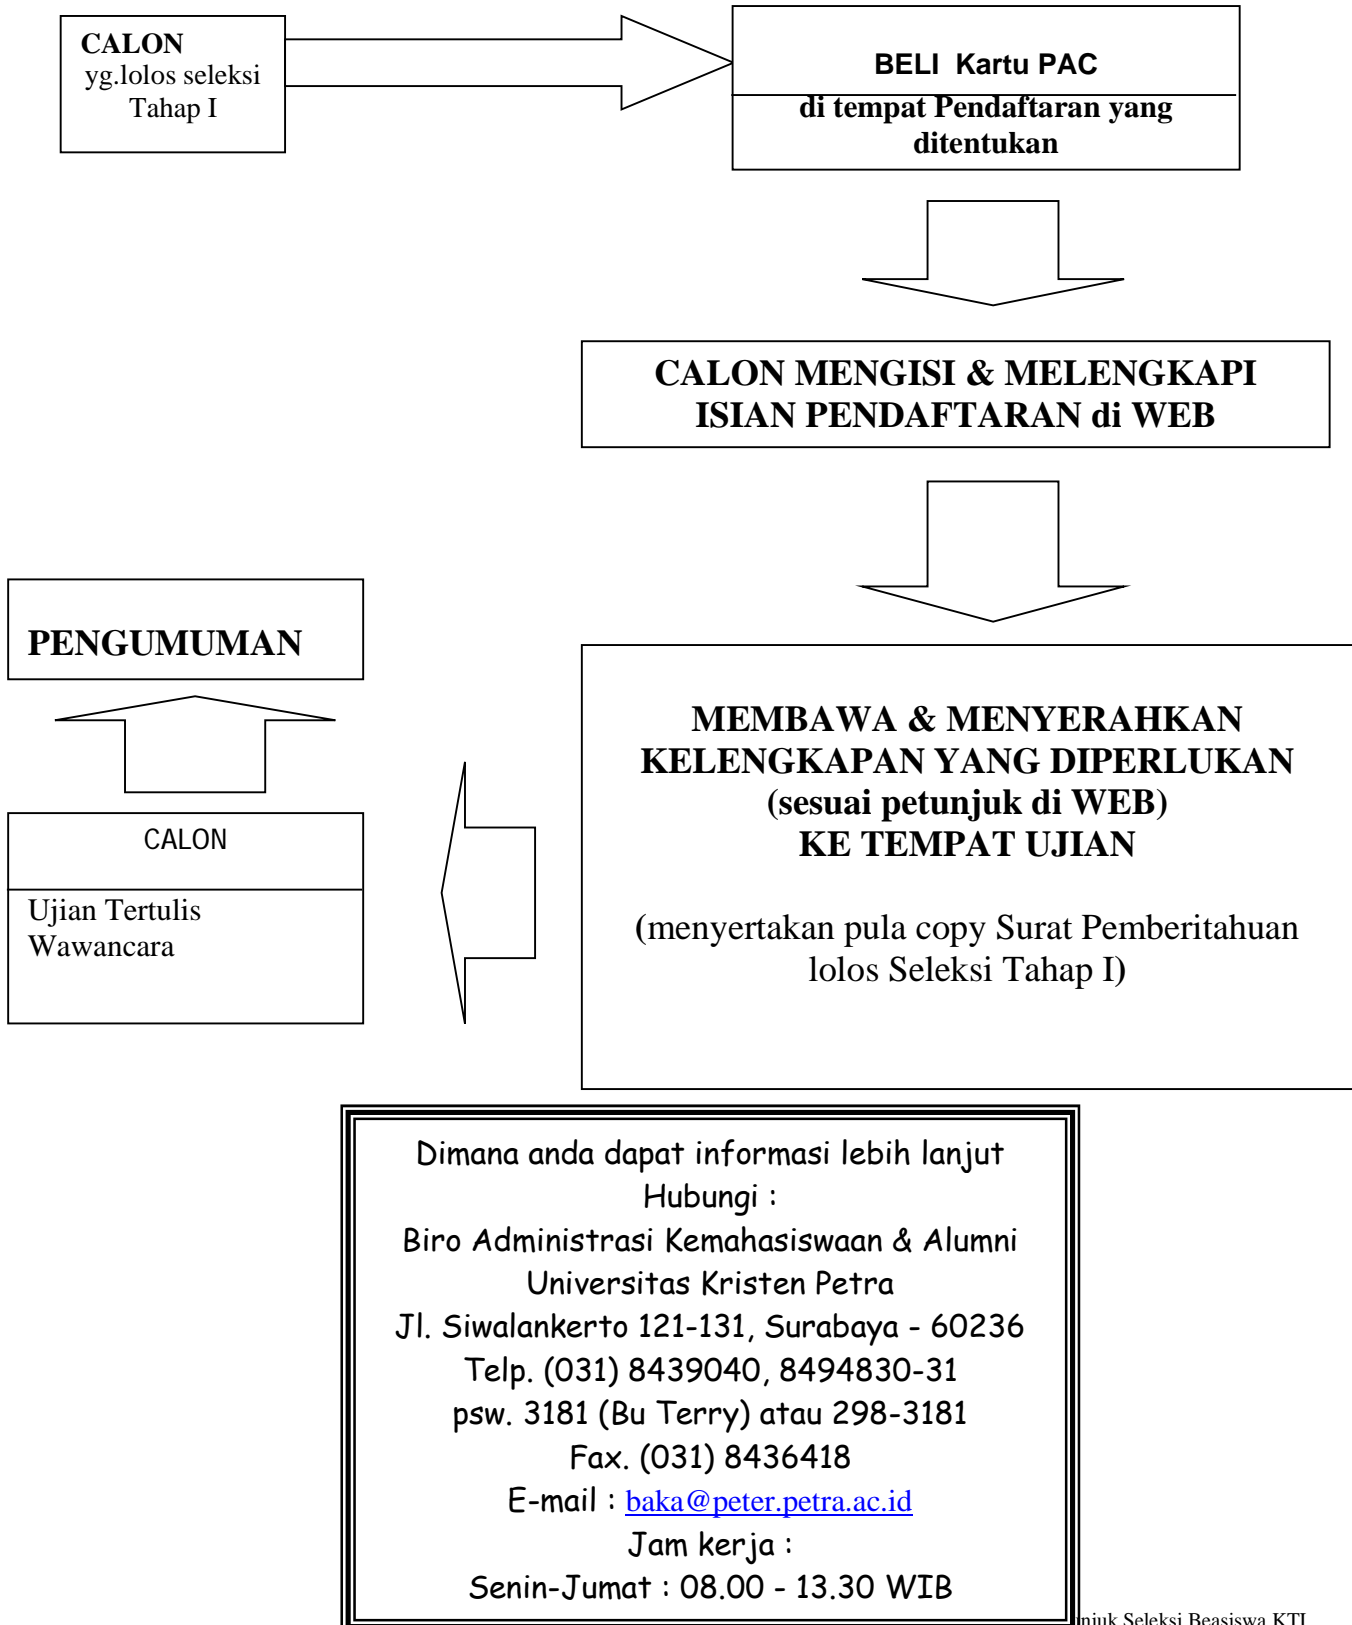 CALON
yg.lolos seleksi
Tahap I
BELI Kartu PAC
di tempat Pendaftaran yang
ditentukan
CALON MENGISI & MELENGKAPI
ISIAN PENDAFTARAN di WEB
MEMBAWA & MENYERAHKAN
KELENGKAPAN YANG DIPERLUKAN
(sesuai petunjuk di WEB)
KE TEMPAT UJIAN
(menyertakan pula copy Surat Pemberitahuan
lolos Seleksi Tahap I)
CALON
Ujian Tertulis
Wawancara
PENGUMUMAN
Dimana anda dapat informasi lebih lanjut
Hubungi :
Biro Administrasi Kemahasiswaan & Alumni
Universitas Kristen Petra
Jl. Siwalankerto 121-131, Surabaya - 60236
Telp. (031) 8439040, 8494830-31
psw. 3181 (Bu Terry) atau 298-3181
Fax. (031) 8436418
E-mail : baka@peter.petra.ac.id
Jam kerja :
Senin-Jumat : 08.00 - 13.30 WIB
Seleksi Beasiswa KTI